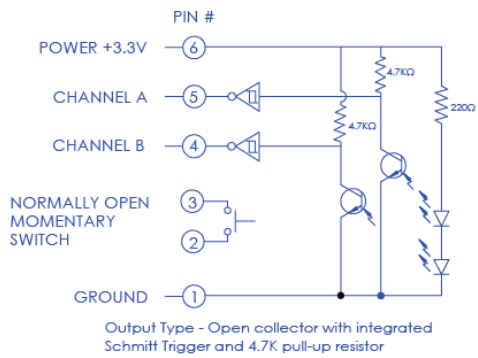 PIN #
POWER +3.3V 6
CHANNEL A 5
4.7KΩ
220Ω
4.7KΩ
CHANNEL B 4
NORMALLY OPEN
MOMENTARY
SWITCH
3
2
GROUND 1
Output Type - Open collector with integrated
Schmitt Trigger and 4.7K pull-up resistor